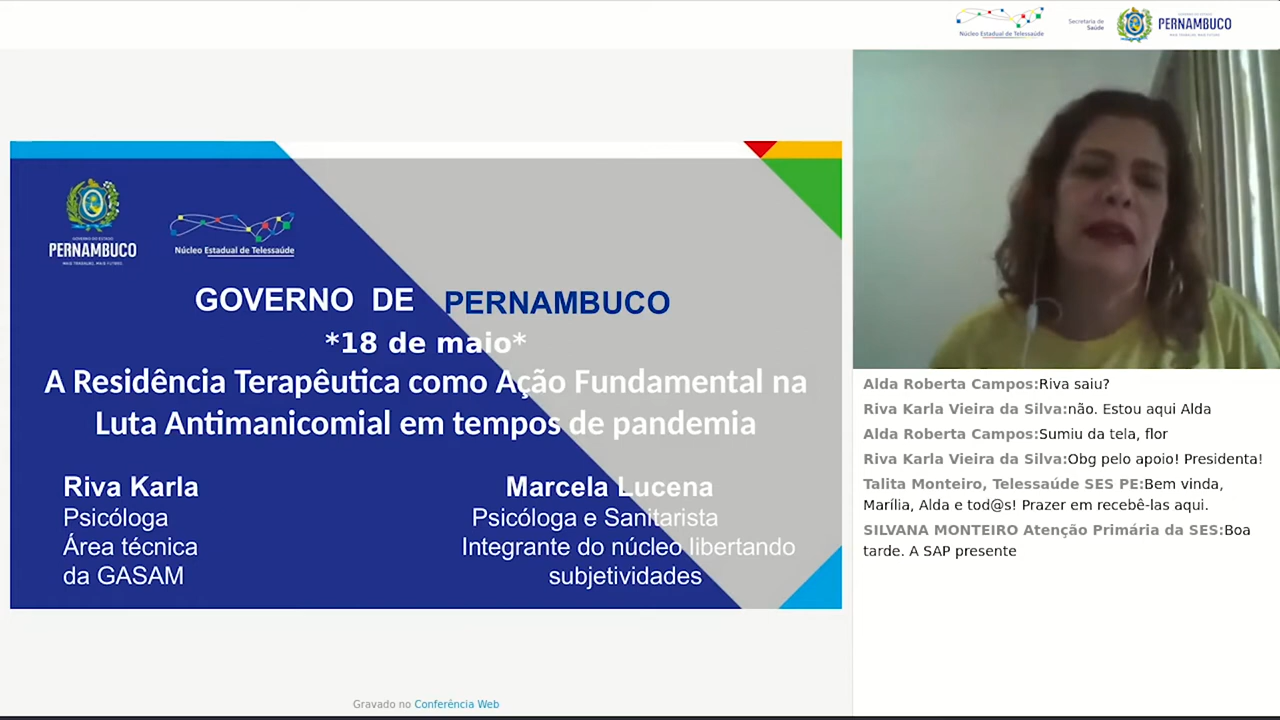 Núcleo Estadual de Telessaúde
Secretaria de
Saúde
PERNAMBUCO
PERNAMBUCO
MAIS TRABALHO, MAIS FUTURO.
Núcleo Estadual de Telessaúde
GOVERNO DE PERNAMBUCO
*18 de maio*
A Residência Terapêutica como Ação Fundamental na
Luta Antimanicomial em tempos de pandemia
Riva Karla
Psicóloga
Área técnica
da GASAM
Marcela Lucena
Psicóloga e Sanitarista
Integrante do núcleo libertando
subjetividades
Alda Roberta Campos:Riva saiu?
Riva Karla Vieira da Silva:não. Estou aqui Alda
Alda Roberta Campos:Sumiu da tela, flor
Riva Karla Vieira da Silva:Obg pelo apoio! Presidenta!
Talita Monteiro, Telessaúde SES PE:Bem vinda,
Marília, Alda e tod@s! Prazer em recebê-las aqui.
SILVANA MONTEIRO Atenção Primária da SES:Boa
tarde. A SAP presente
Gravado no Conferência Web